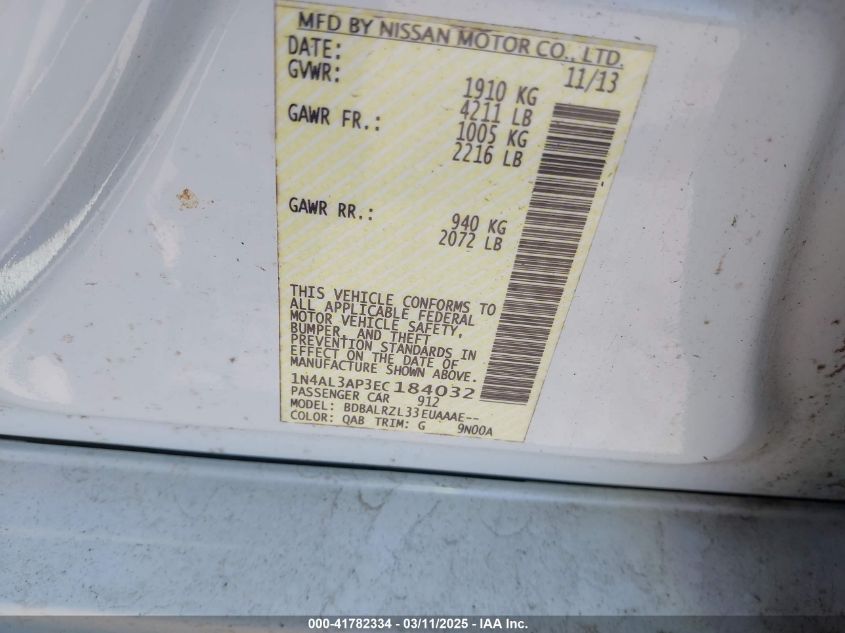 MFD BY NISSAN MOTOR CO., LTD.
DATE: 11/13
GVWR: 1910 KG
4211 LB
GAWR FR.: 1005 KG
2216 LB
GAWR RR.: 940 KG
2072 LB
THIS VEHICLE CONFORMS TO
ALL APPLICABLE FEDERAL
MOTOR VEHICLE SAFETY,
BUMPER, AND THEFT
PREVENTION STANDARDS IN
EFFECT ON THE DATE OF
MANUFACTURE SHOWN ABOVE.
1N4AL3AP3EC184032
PASSENGER CAR 912
MODEL: BDBALRZL33EUAAAE--
COLOR: QAB TRIM: G 9N00A
000-41782334 - 03/11/2025 - IAA Inc.